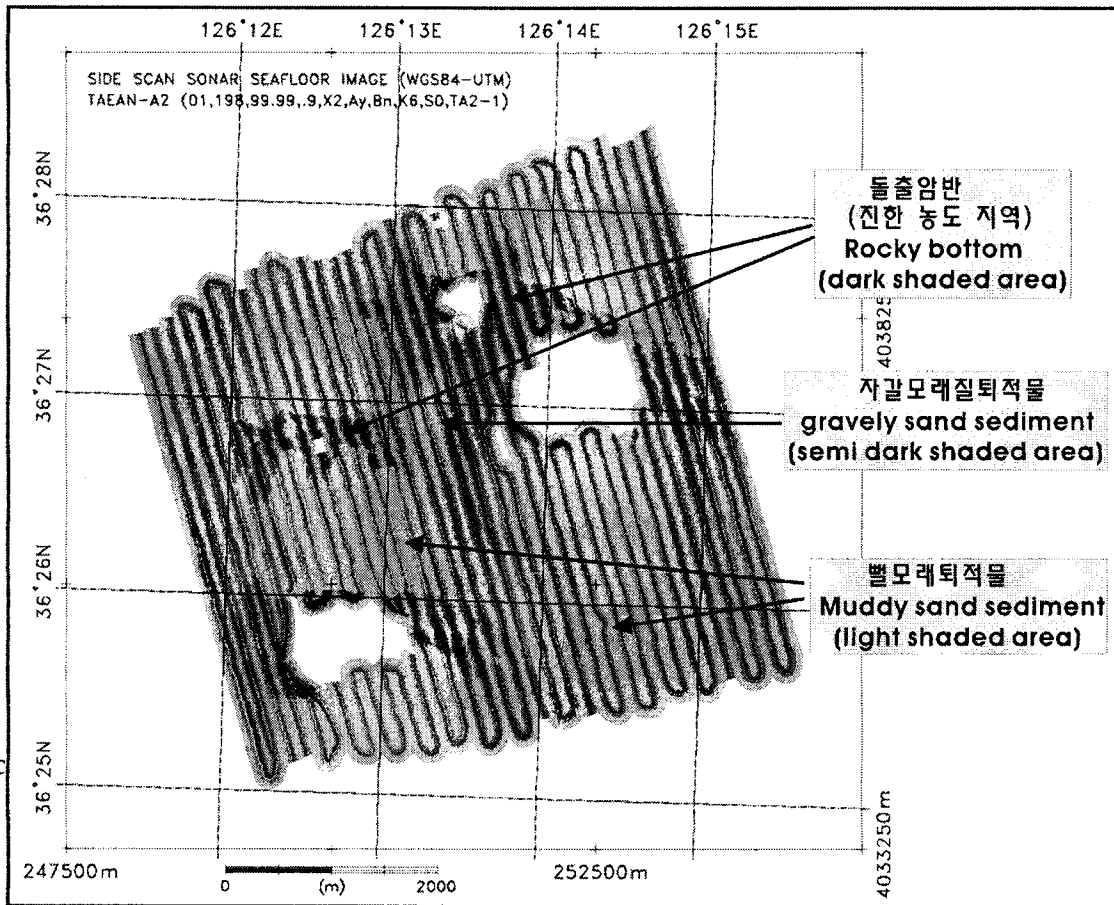 126°12E 126°13E 126°14E 126°15E
SIDE SCAN SONAR SEAFLOOR IMAGE (WGS84-UTM)
TAEAN-A2 (01,198,99.99,.9,X2,Ay,Bn,K6,SO,TA2-1)
36°28N
36°27N
36°26N
36°25N
돌출암반
(진한 농도 지역)
Rocky bottom
(dark shaded area)
403825
자갈모래질퇴적물
gravely sand sediment
(semi dark shaded area)
뻘모래퇴적물
Muddy sand sediment
(light shaded area)
4033250m
247500m
252500m
0 (m) 2000